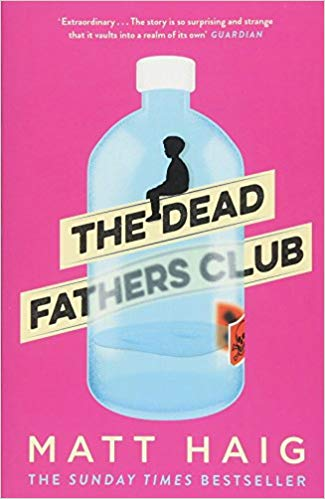 ‘Extraordinary . . . The story is so surprising and strange
that it vaults into a realm of its own’ GUARDIAN
THE DEAD
FATHERS CLUB
MATT HAIG
THE SUNDAY TIMES BESTSELLER